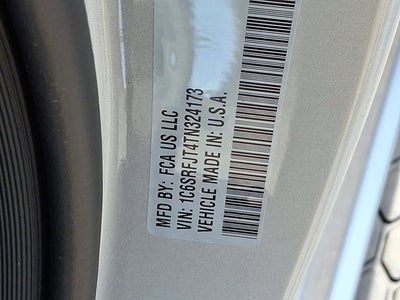 MFD BY: FCA US LLC
VIN: 1C6SRFJT4TN324173
VEHICLE MADE IN: U.S.A.